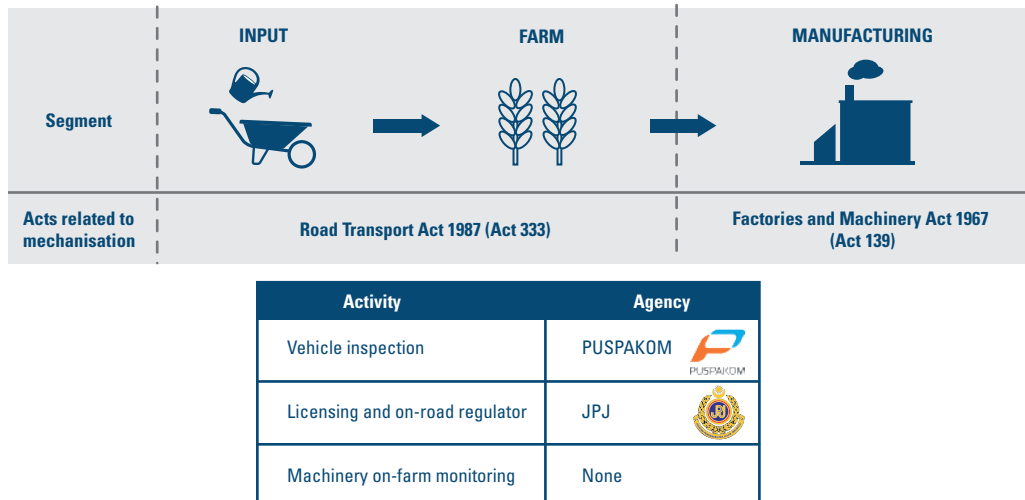 INPUT
FARM
MANUFACTURING
Segment
Acts related to
mechanisation
Road Transport Act 1987 (Act 333)
Factories and Machinery Act 1967
(Act 139)
Activity
Agency
Vehicle inspection
PUSPAKOM
PUSPAKOM
Licensing and on-road regulator
JPJ
JPJ
Machinery on-farm monitoring
None